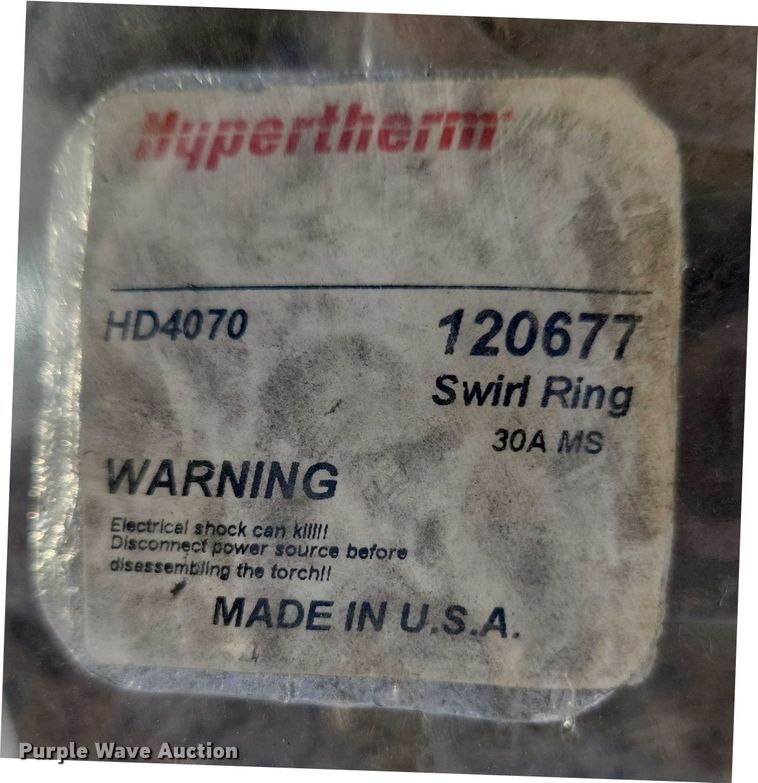 Hypertherm
HD4070
120677
Swirl Ring
30A MS
WARNING
Electrical shock can kill!!!
Disconnect power source before
disassembling the torch!!
MADE IN U.S.A.
Purple Wave Auction